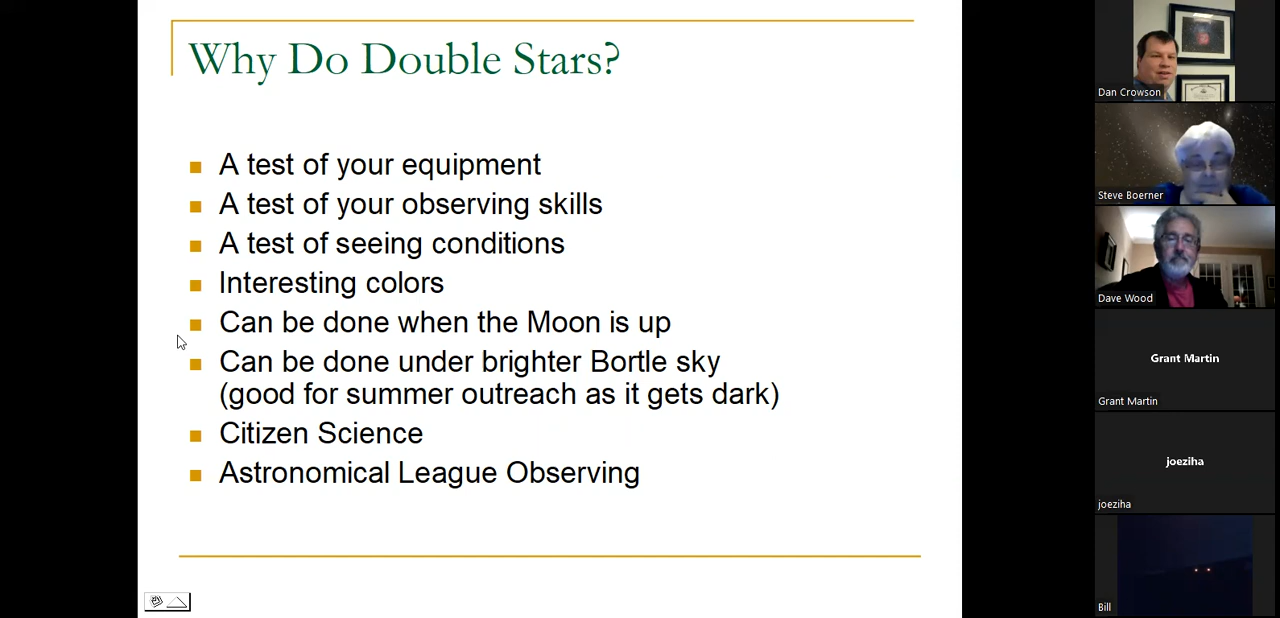 Why Do Double Stars?
A test of your equipment
A test of your observing skills
A test of seeing conditions
Interesting colors
Can be done when the Moon is up
Can be done under brighter Bortle sky
(good for summer outreach as it gets dark)
Citizen Science
Astronomical League Observing
Dan Crowson
Steve Boerner
Dave Wood
Grant Martin
Grant Martin
joeziha
joeziha
Bill